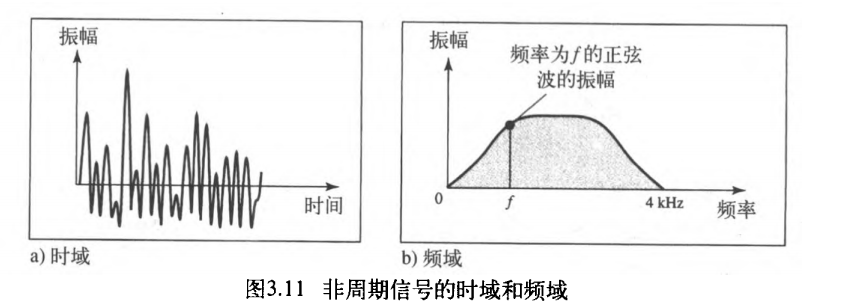 振幅
时间
a) 时域
振幅
频率为f的正弦
波的振幅
0
f
4 kHz
频率
b) 频域
图3.11 非周期信号的时域和频域